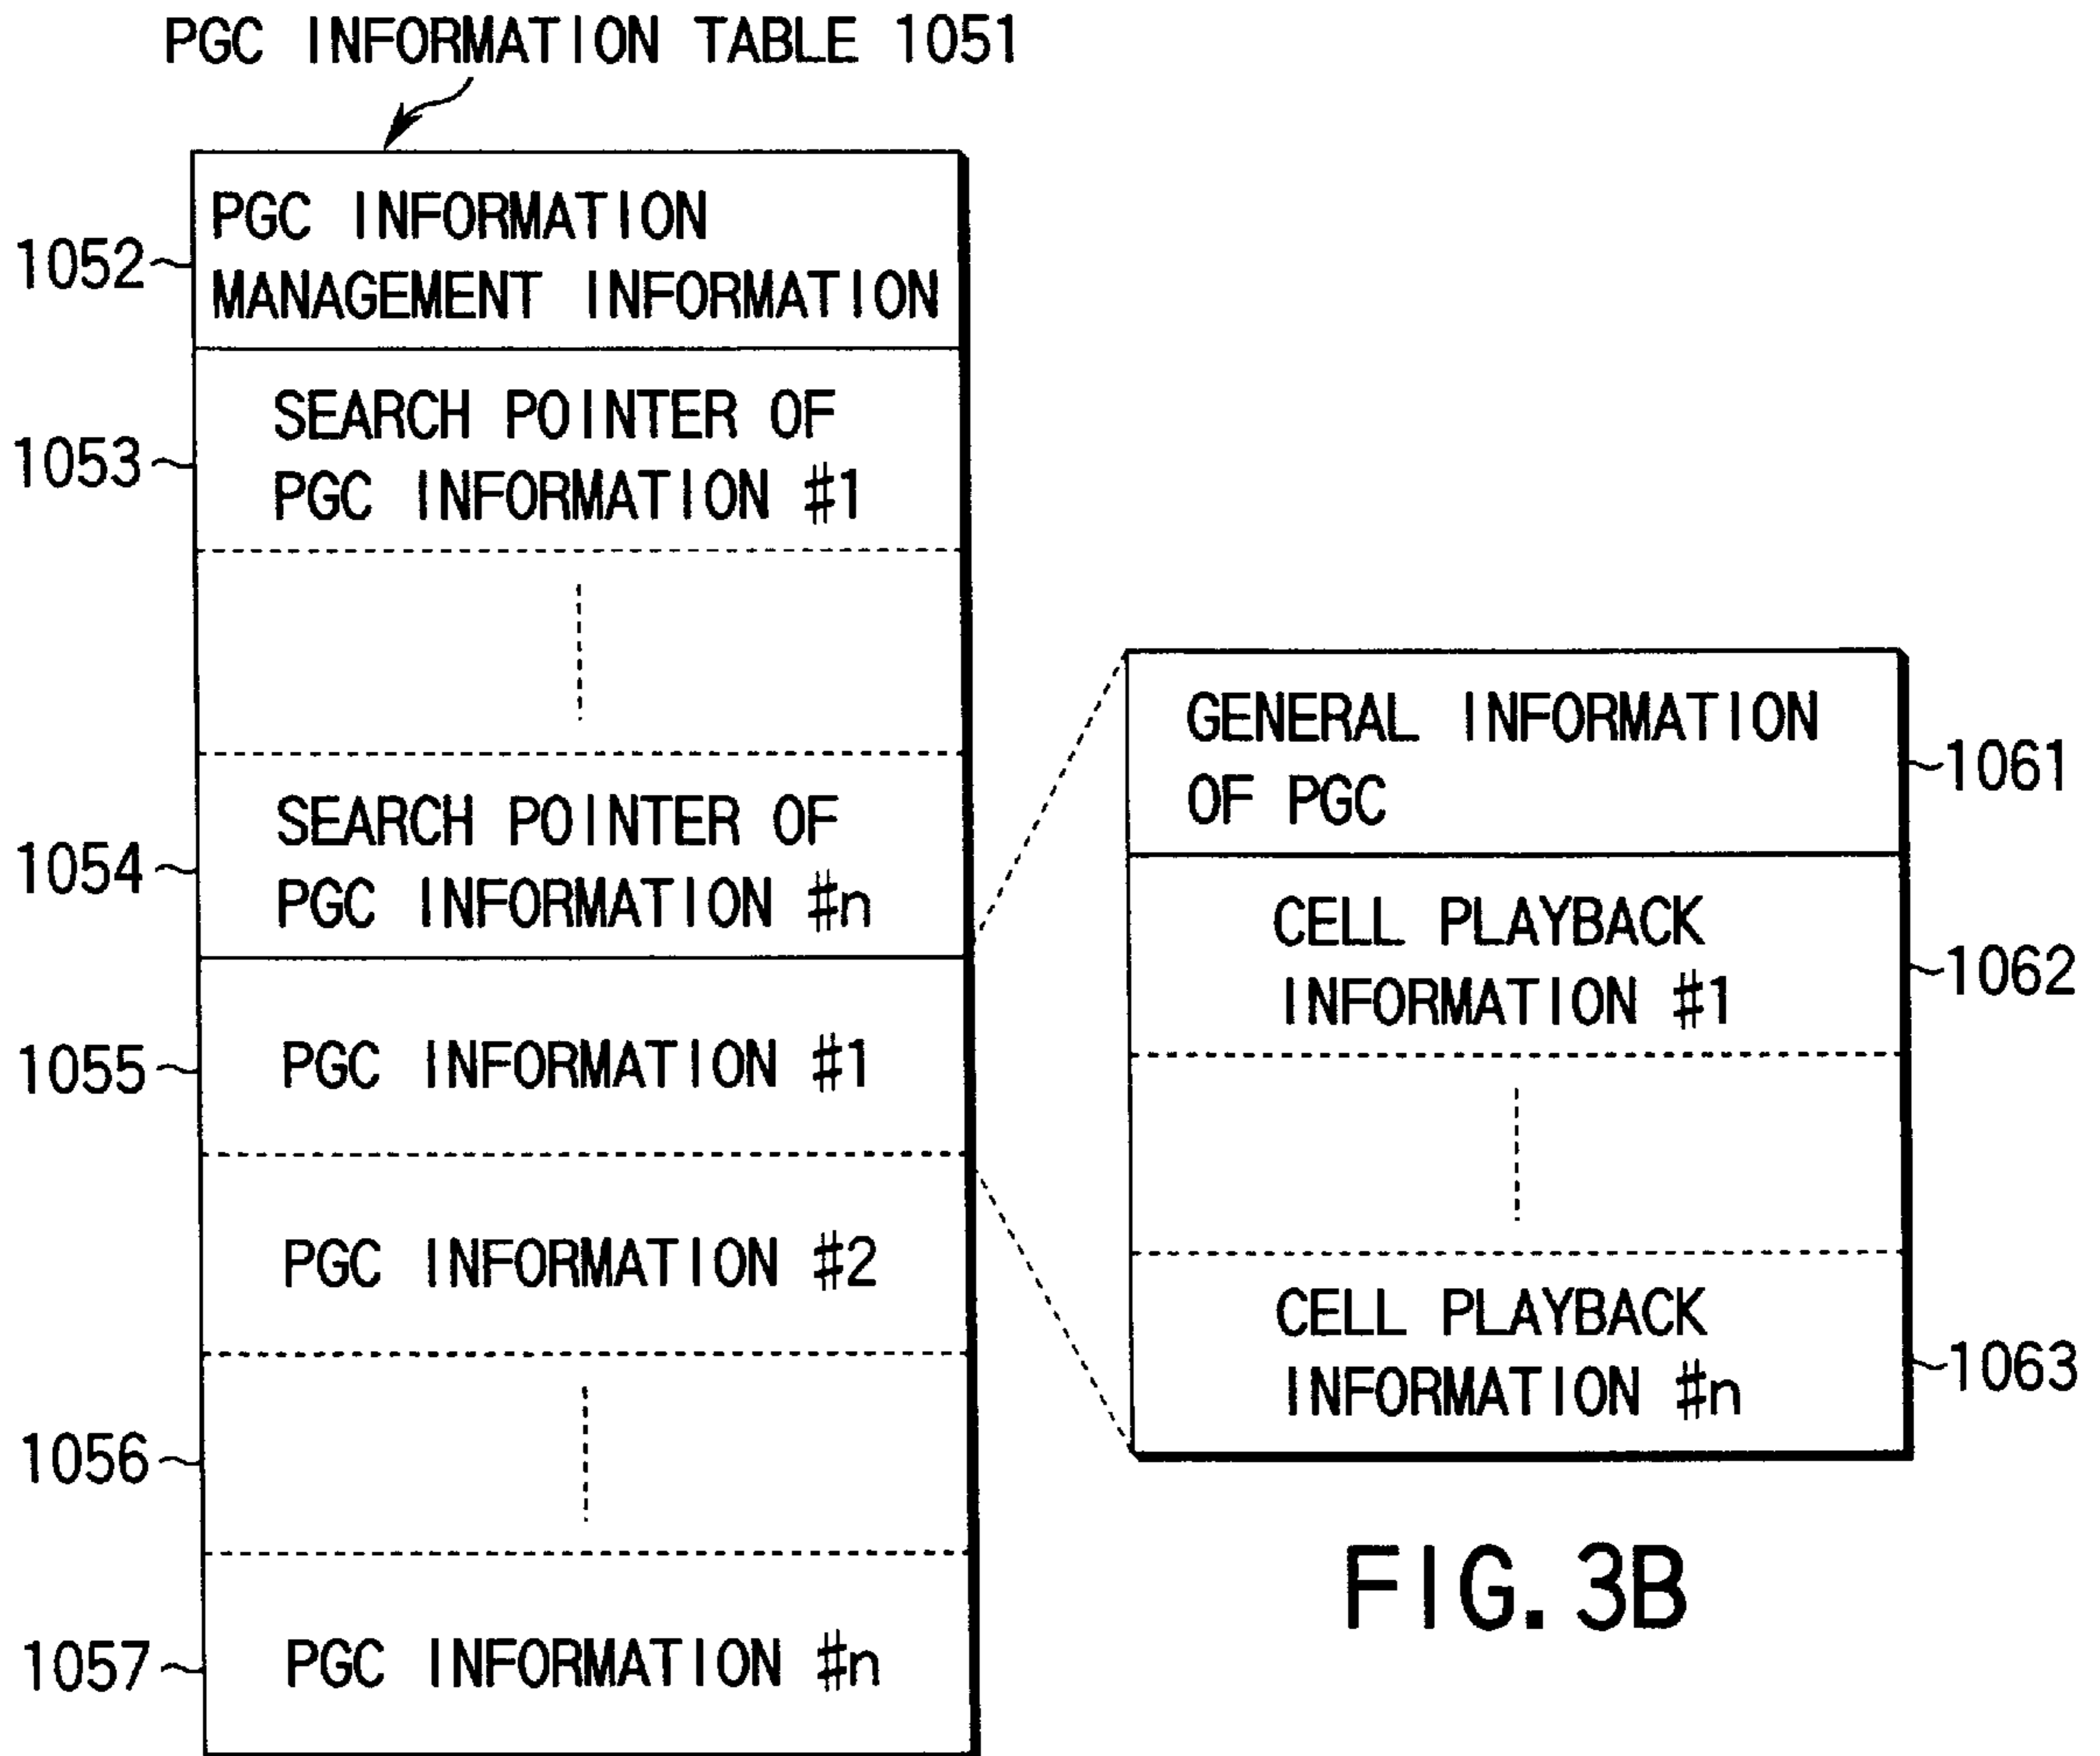 PGC INFORMATION TABLE 1051
1052
PGC INFORMATION
MANAGEMENT INFORMATION
1053
SEARCH POINTER OF
PGC INFORMATION #1
1054
SEARCH POINTER OF
PGC INFORMATION #n
1055
PGC INFORMATION #1
PGC INFORMATION #2
1056
1057
PGC INFORMATION #n
GENERAL INFORMATION
OF PGC
1061
CELL PLAYBACK
INFORMATION #1
1062
CELL PLAYBACK
INFORMATION #n
1063
FIG. 3B